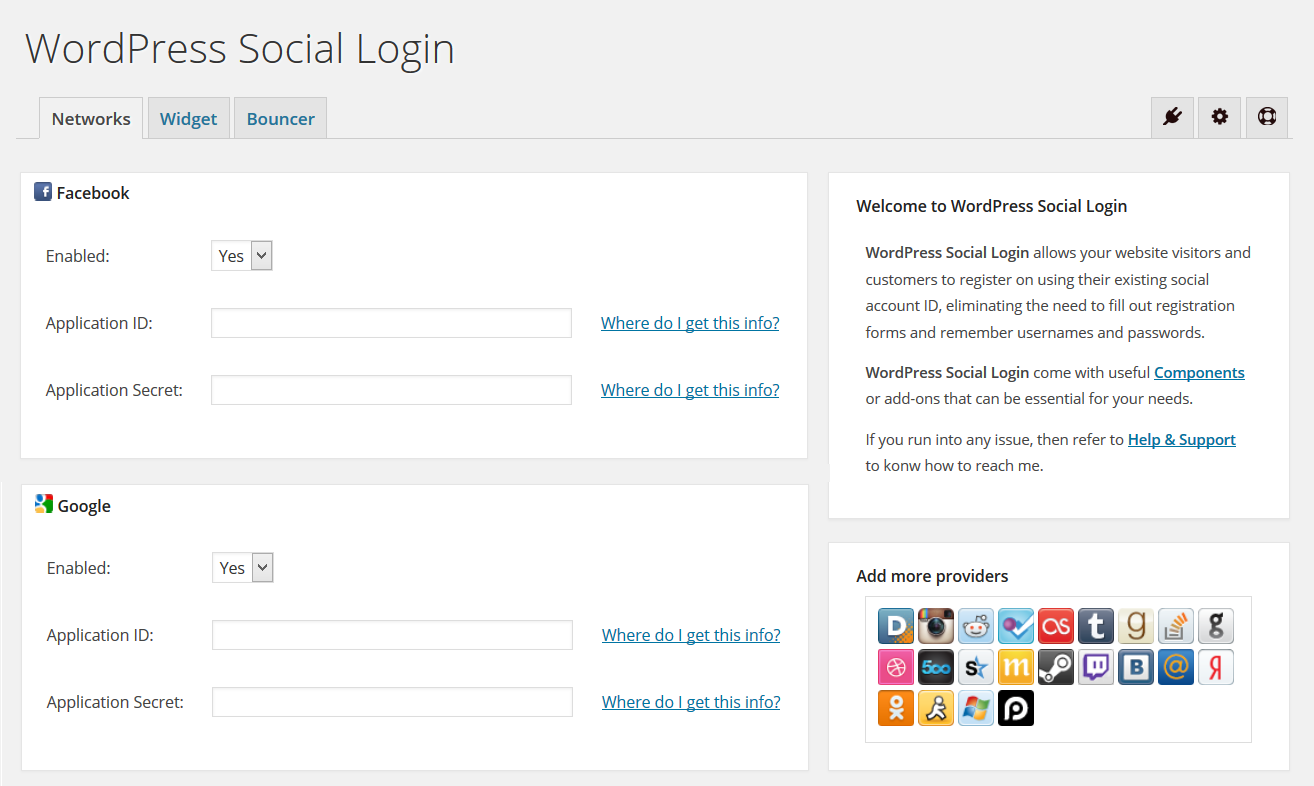 WordPress Social Login
Networks
Widget
Bouncer
Facebook
Enabled:
Yes
Application ID:
Where do I get this info?
Application Secret:
Where do I get this info?
Google
Enabled:
Yes
Application ID:
Where do I get this info?
Application Secret:
Where do I get this info?
Welcome to WordPress Social Login
WordPress Social Login allows your website visitors and
customers to register on using their existing social
account ID, eliminating the need to fill out registration
forms and remember usernames and passwords.
WordPress Social Login come with useful Components
or add-ons that can be essential for your needs.
If you run into any issue, then refer to Help & Support
to konw how to reach me.
Add more providers